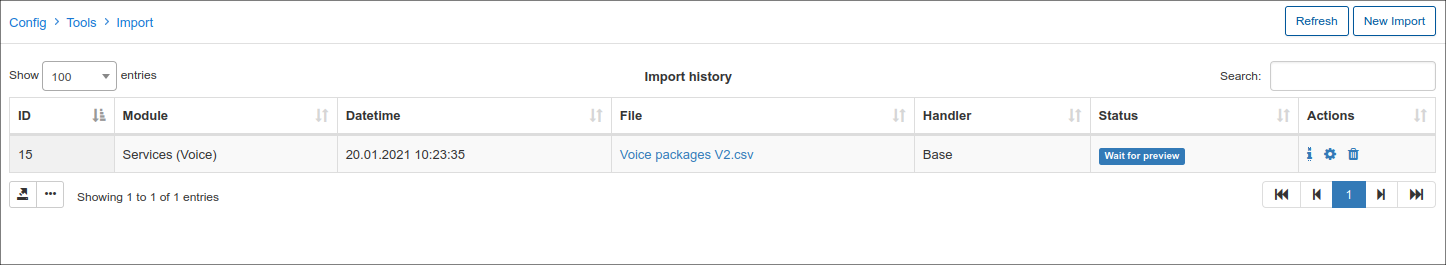 Config > Tools > Import Refresh New Import
Show 100 entries Import history Search:
ID Module Datetime File Handler Status Actions
15 Services (Voice) 20.01.2021 10:23:35 Voice packages V2.csv Base Wait for preview
Showing 1 to 1 of 1 entries 1